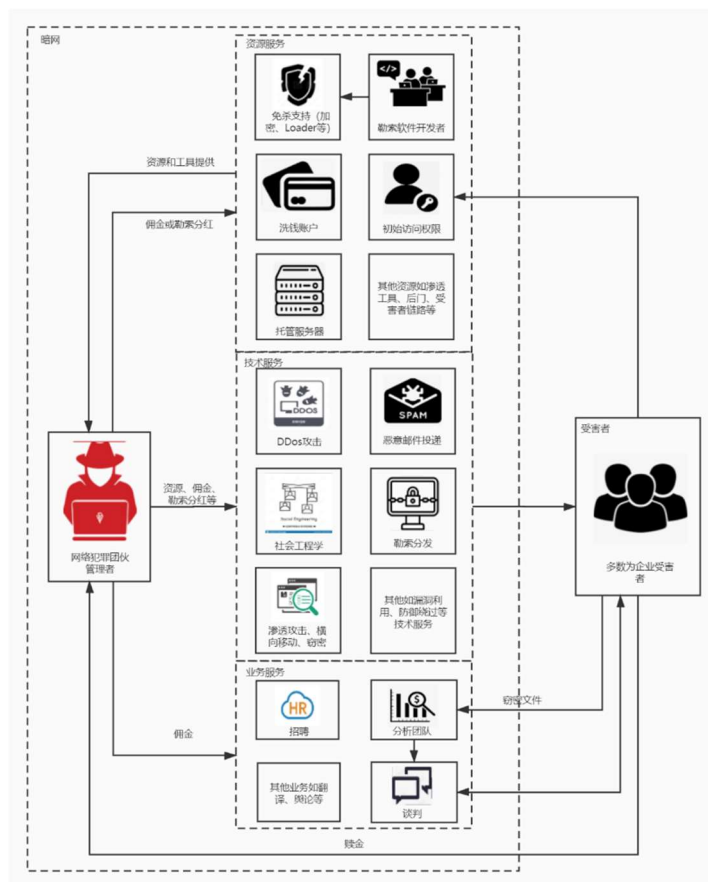 暗网
资源服务
免杀支持（加
密、Loader等）
勒索软件开发者
资源和工具提供
佣金或勒索分红
洗钱账户
初始访问权限
托管服务器
其他资源如渗透
工具、后门、受
害者链路等
技术服务
DDOS
DDos攻击
SPAM
恶意邮件投递
受害者
多数为企业受害
者
网络犯罪团伙
管理者
资源、佣金、
勒索分红等
Social Engineering
社会工程学
勒索分发
渗透攻击、横
向移动、窃密
其他如漏洞利
用、防御绕过等
技术服务
业务服务
HR
招聘
分析团队
窃密文件
佣金
其他业务如翻
译、舆论等
谈判
赎金